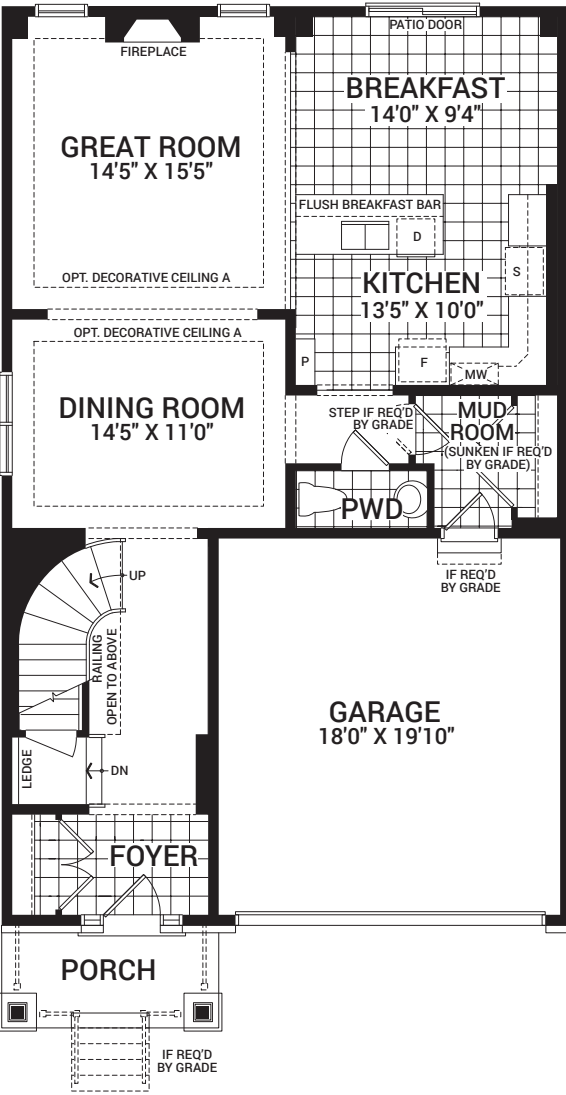 FIREPLACE
PATIO DOOR
BREAKFAST
14'0" X 9'4"
GREAT ROOM
14'5" X 15'5"
FLUSH BREAKFAST BAR
D
S
OPT. DECORATIVE CEILING A
KITCHEN
13'5" X 10'0"
OPT. DECORATIVE CEILING A
P
F
MW
DINING ROOM
14'5" X 11'0"
STEP IF REQ'D
BY GRADE
MUD
ROOM
(SUNKEN IF REQ'D
BY GRADE)
PWD
IF REQ'D
BY GRADE
UP
RAILING
OPEN TO ABOVE
GARAGE
18'0" X 19'10"
LEDGE
DN
FOYER
PORCH
IF REQ'D
BY GRADE